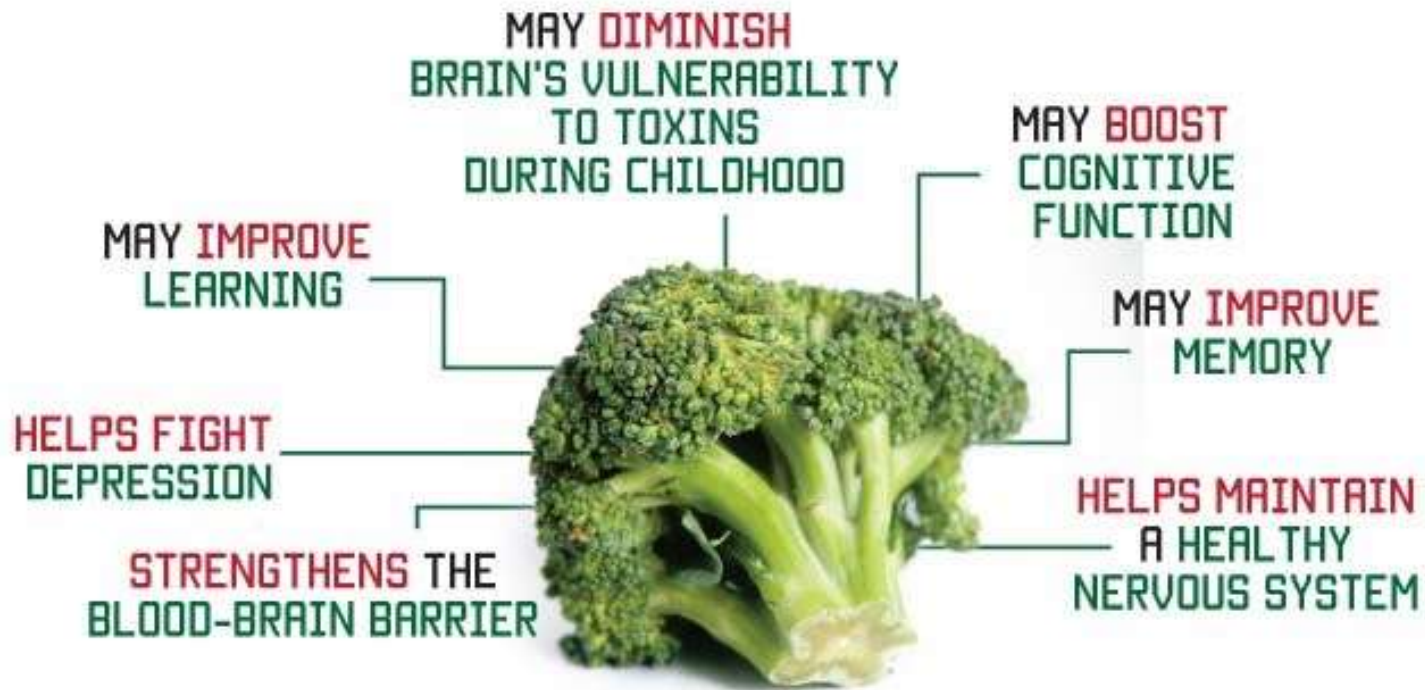 MAY DIMINISH
BRAIN'S VULNERABILITY
TO TOXINS
DURING CHILDHOOD
MAY BOOST
COGNITIVE
FUNCTION
MAY IMPROVE
LEARNING
MAY IMPROVE
MEMORY
HELPS FIGHT
DEPRESSION
HELPS MAINTAIN
A HEALTHY
NERVOUS SYSTEM
STRENGTHENS THE
BLOOD-BRAIN BARRIER